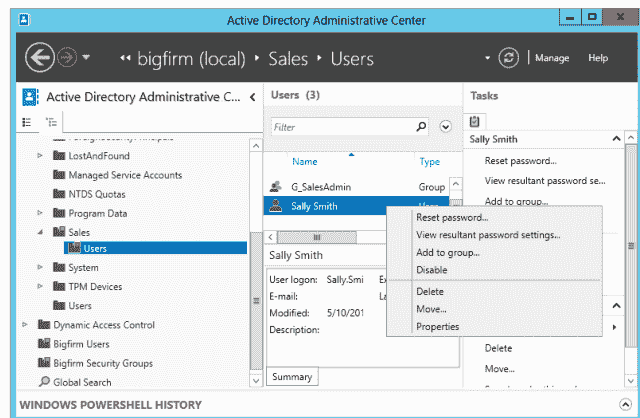 Active Directory Administrative Center
bigfirm (local) Sales Users
Manage Help
Active Directory Administrative C...
LostAndFound
Managed Service Accounts
NTDS Quotas
Program Data
Sales
Users
System
TPM Devices
Users
Dynamic Access Control
Bigfirm Users
Bigfirm Security Groups
Global Search
Users (3)
Filter
Name Type
G_SalesAdmin Group
Sally Smith
Sally Smith
User logon: Sally.Smi
E-mail:
Modified: 5/10/201
Description:
Summary
Reset password...
View resultant password settings...
Add to group...
Disable
Delete
Move...
Properties
Tasks
Sally Smith
Reset password...
View resultant password se...
Add to group...
Delete
Move...
WINDOWS POWERSHELL HISTORY